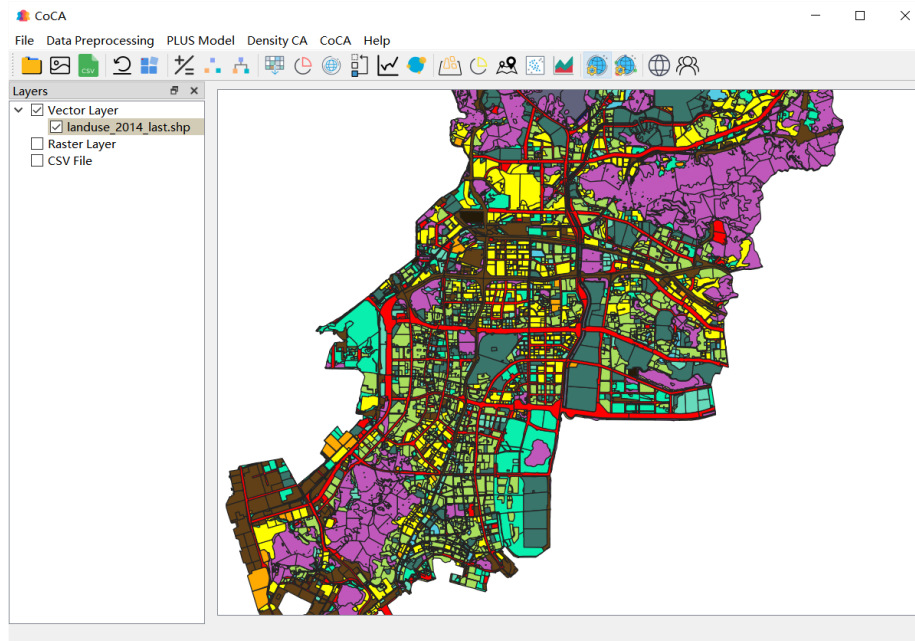 CoCA
File Data Preprocessing PLUS Model Density CA CoCA Help
CSV
Layers
Vector Layer
landuse_2014_last.shp
Raster Layer
CSV File